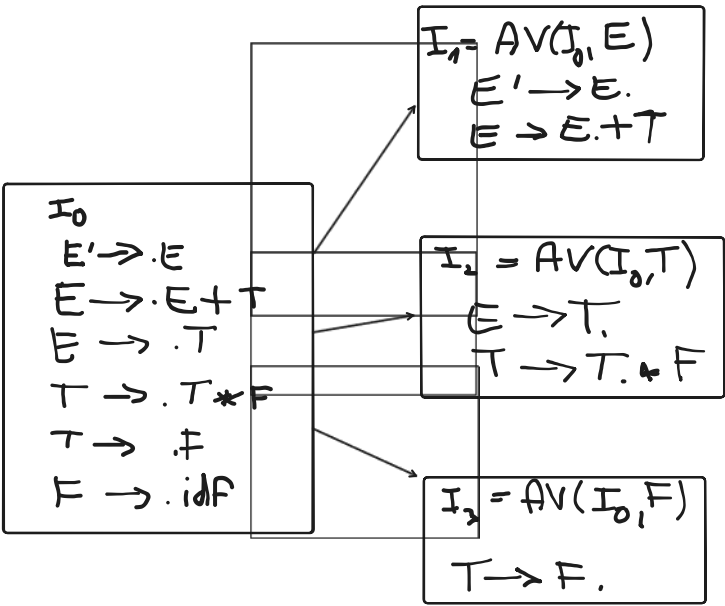 I₀
E' → .E
E → .E+T
E → .T
T → .T*F
T → .F
F → .idF
I₁ = AV(I₀, E)
E' → E.
E → E.+T
I₂ = AV(I₀, T)
E → T.
T → T.*F
I₃ = AV(I₀, F)
T → F.